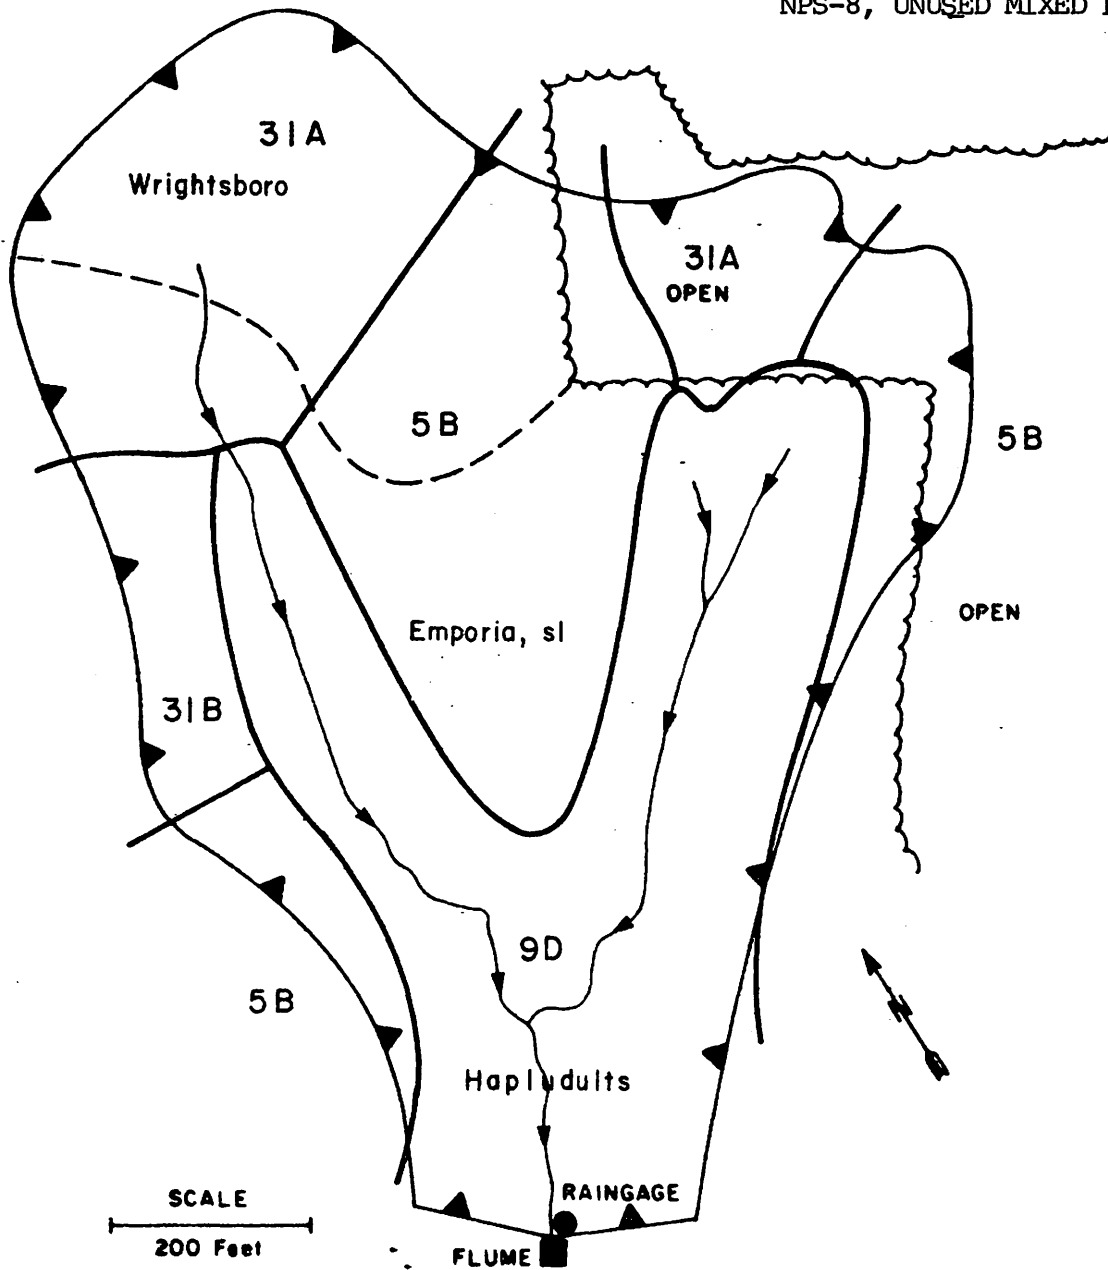 NPS-8, UNUSED MIXED
31A
Wrightsboro
31A
OPEN
5B
5B
OPEN
Emporia, sl
31B
9D
5B
N
Hapludults
SCALE
200 Feet
RAINGAGE
FLUME